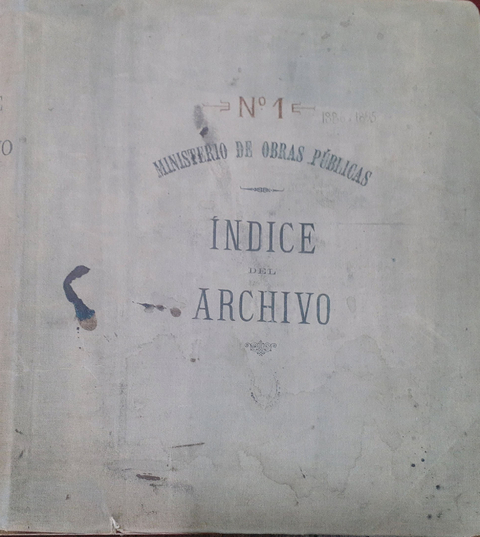 Nº 1
MINISTERIO DE OBRAS PÚBLICAS
ÍNDICE
DEL
ARCHIVO